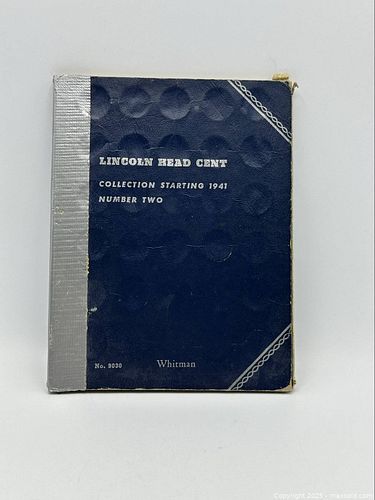 LINCOLN HEAD CENT
COLLECTION STARTING 1941
NUMBER TWO
No. 9030
Whitman
Copyright 2025 - maxsold.com